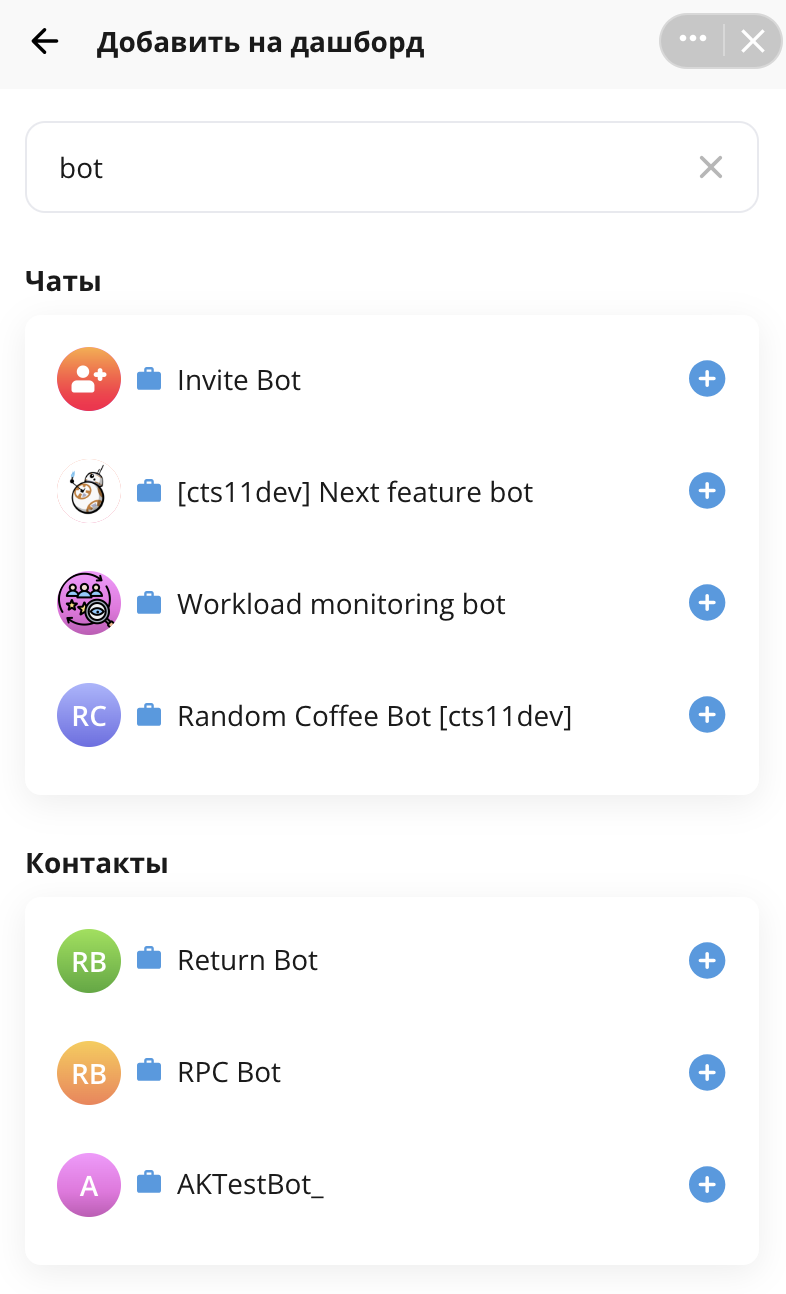 Добавить на дашборд
bot
Чаты
Invite Bot
[cts11dev] Next feature bot
Workload monitoring bot
RC Random Coffee Bot [cts11dev]
Контакты
RB Return Bot
RB RPC Bot
A AKTestBot_